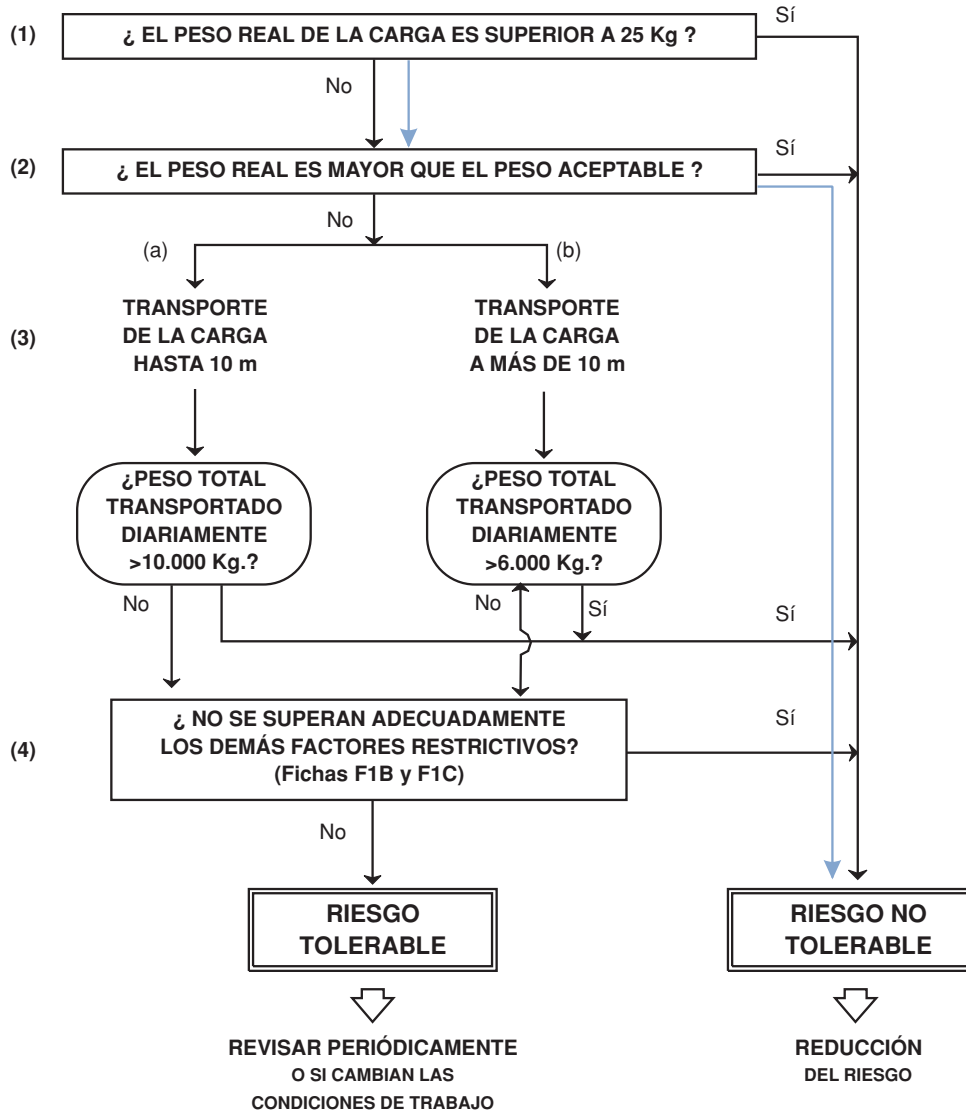 Sí
(1) ¿ EL PESO REAL DE LA CARGA ES SUPERIOR A 25 Kg ?
No
Sí
(2) ¿ EL PESO REAL ES MAYOR QUE EL PESO ACEPTABLE ?
No
(a) (b)
(3)
TRANSPORTE
DE LA CARGA
HASTA 10 m
TRANSPORTE
DE LA CARGA
A MÁS DE 10 m
¿PESO TOTAL
TRANSPORTADO
DIARIAMENTE
>10.000 Kg.?
¿PESO TOTAL
TRANSPORTADO
DIARIAMENTE
>6.000 Kg.?
No No Sí Sí
(4)
¿ NO SE SUPERAN ADECUADAMENTE
LOS DEMÁS FACTORES RESTRICTIVOS?
(Fichas F1B y F1C)
Sí
No
RIESGO
TOLERABLE
RIESGO NO
TOLERABLE
REVISAR PERIÓDICAMENTE
O SI CAMBIAN LAS
CONDICIONES DE TRABAJO
REDUCCIÓN
DEL RIESGO